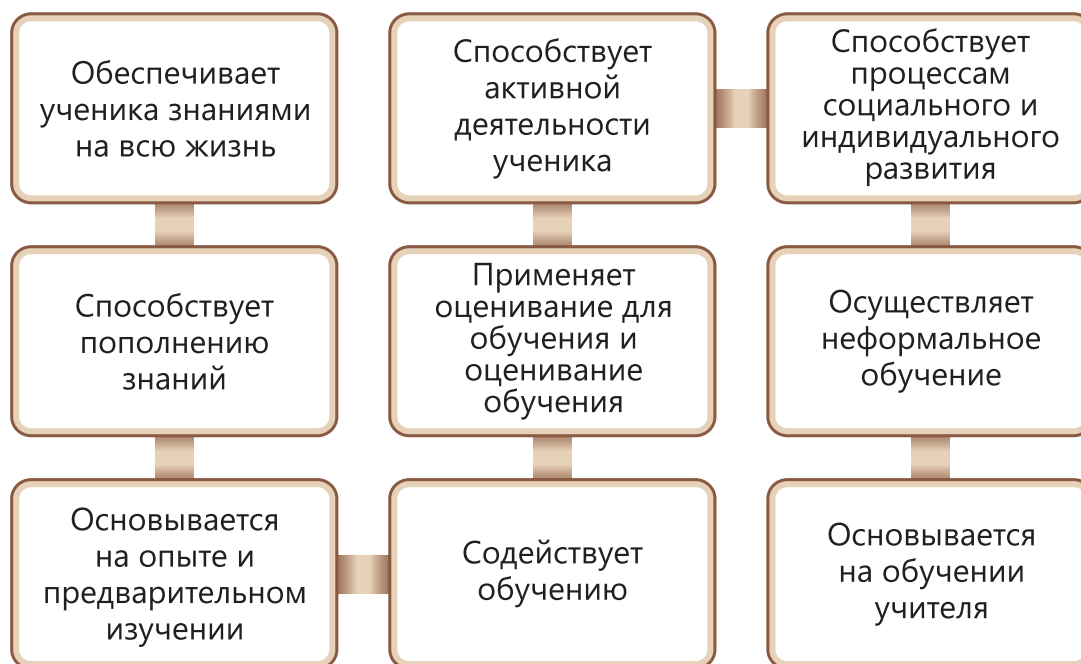 Обеспечивает
ученика знаниями
на всю жизнь
Способствует
пополнению
знаний
Основывается
на опыте и
предварительном
изучении
Содействует
обучению
Применяет
оценивание для
обучения и
оценивание
обучения
Способствует
активной
деятельности
ученика
Способствует
процессам
социального и
индивидуального
развития
Осуществляет
неформальное
обучение
Основывается
на обучении
учителя